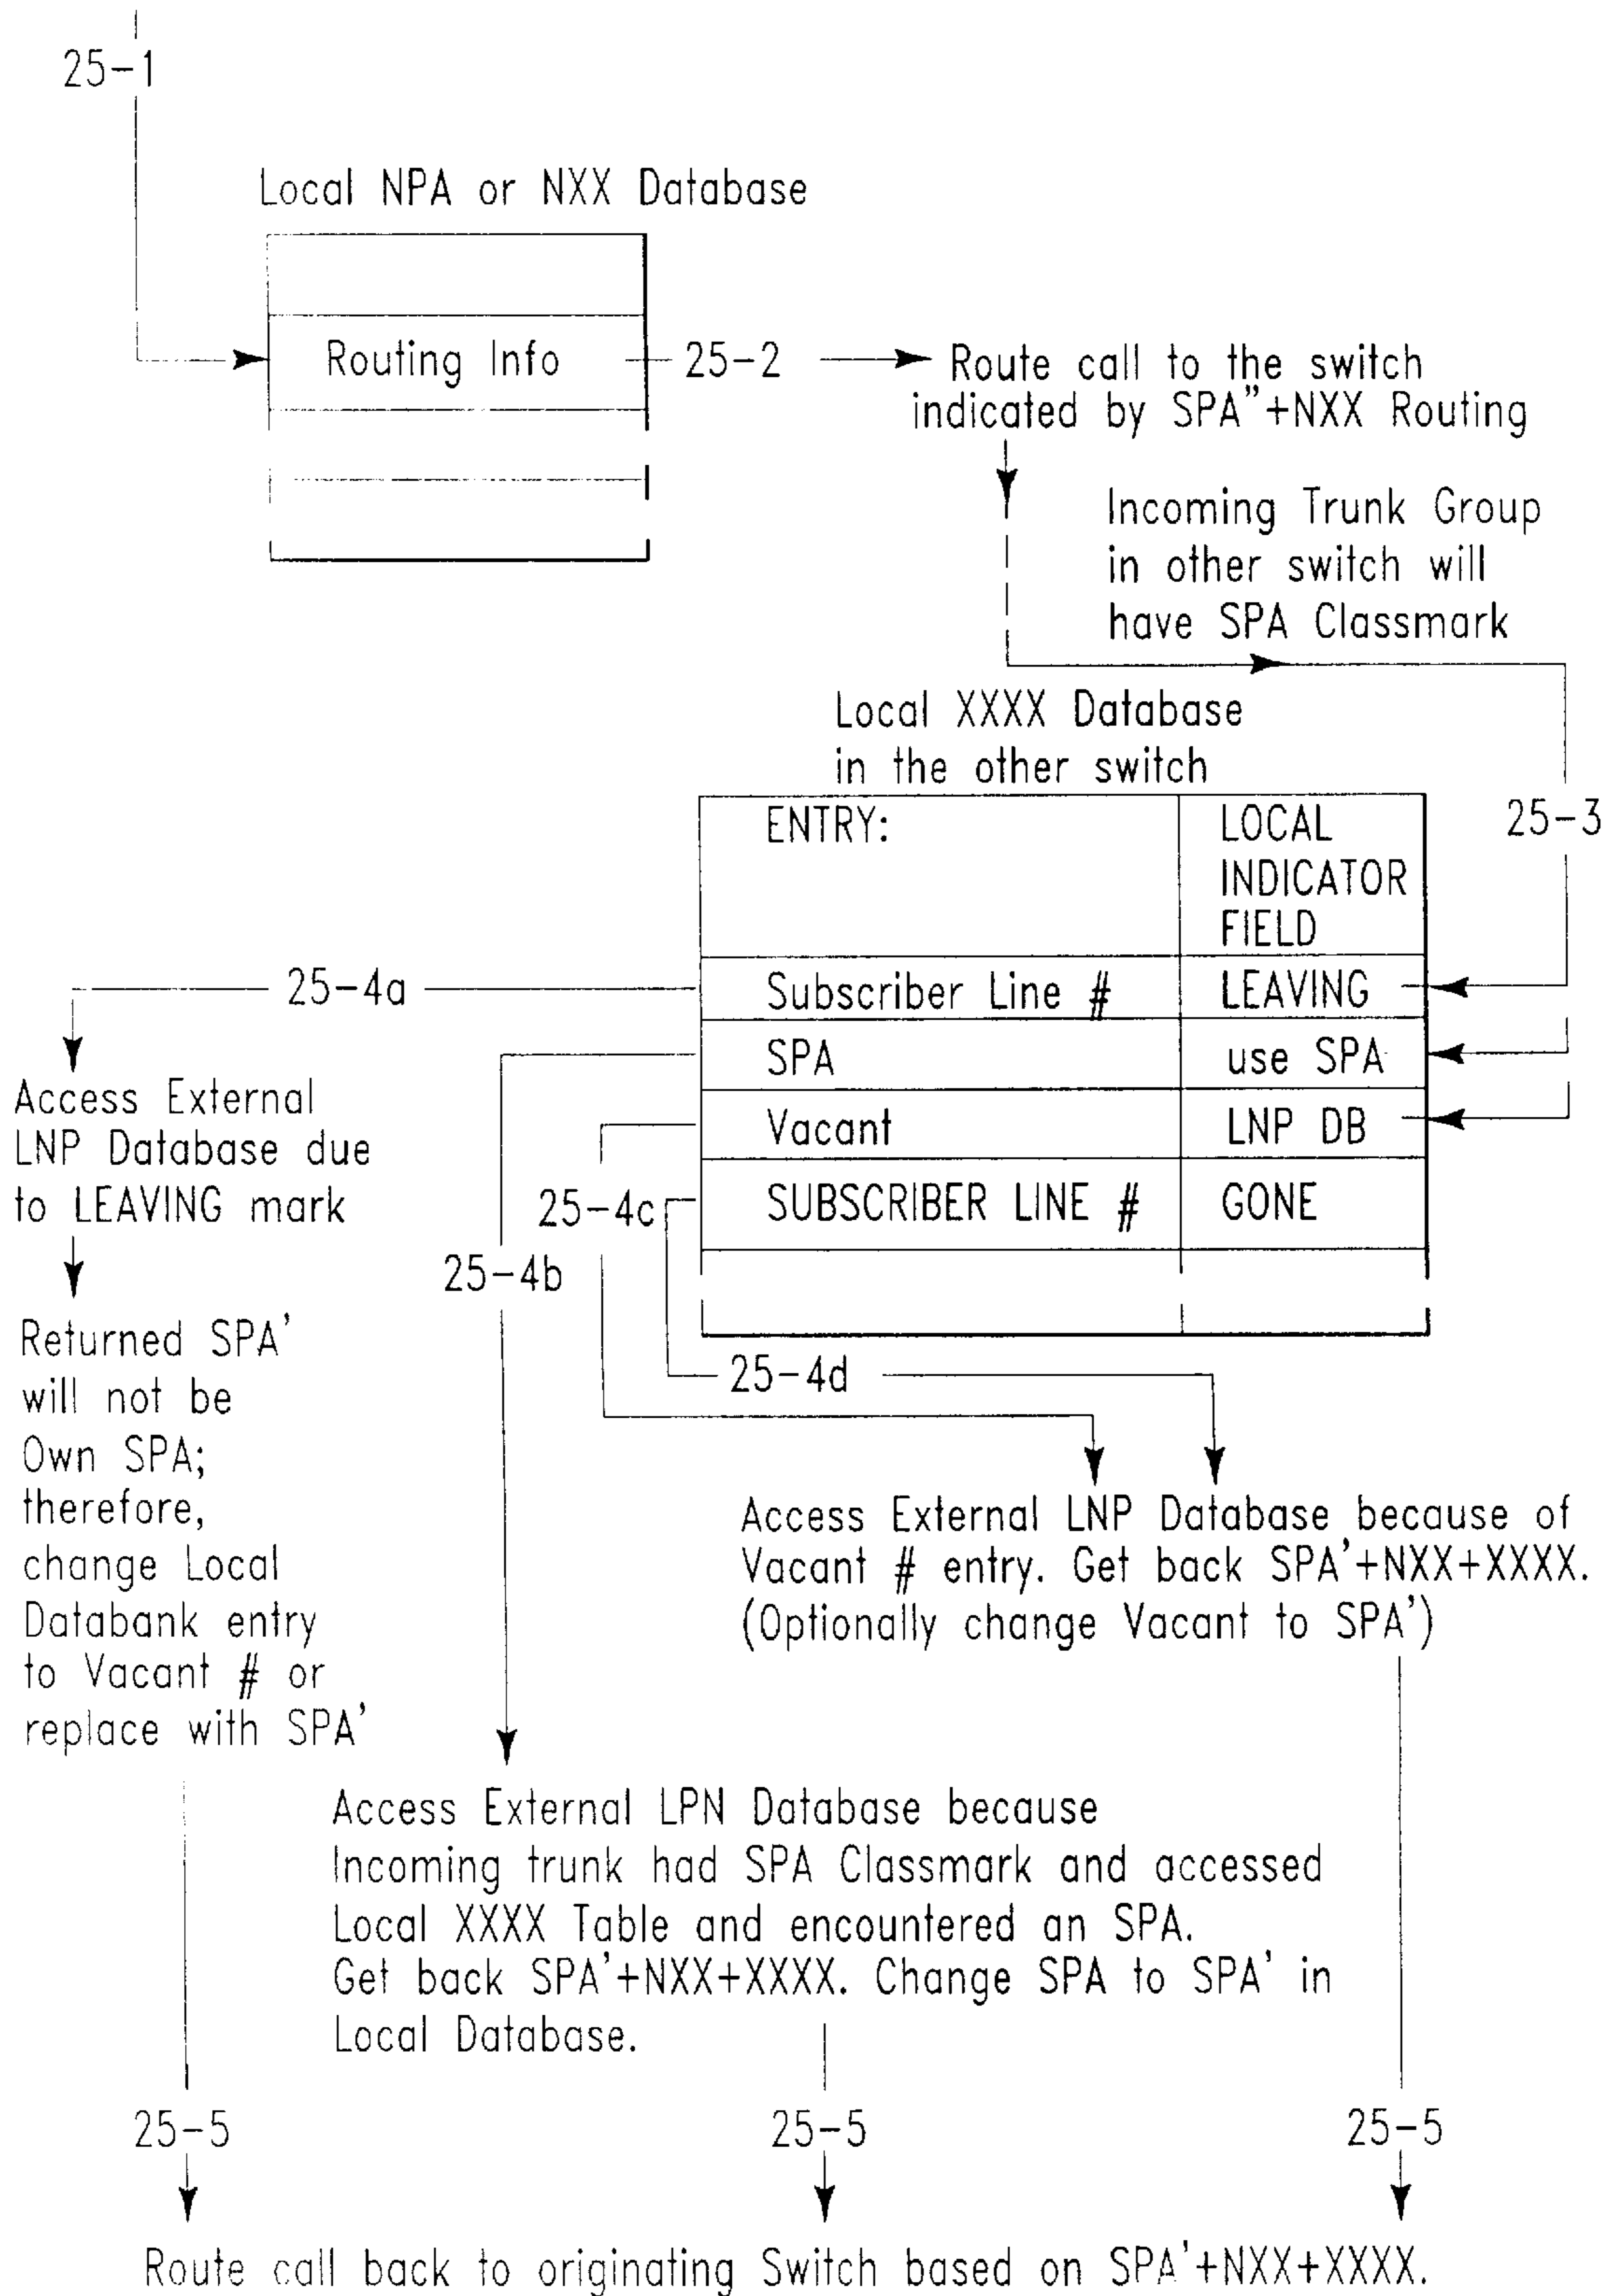 25-1
Local NPA or NXX Database
Routing Info
25-2
Route call to the switch
indicated by SPA"+NXX Routing
Incoming Trunk Group
in other switch will
have SPA Classmark
Local XXXX Database
in the other switch
ENTRY:
LOCAL
INDICATOR
FIELD
25-3
25-4a
Subscriber Line #
LEAVING
SPA
use SPA
Vacant
LNP DB
SUBSCRIBER LINE #
GONE
25-4c
25-4b
25-4d
Access External
LNP Database due
to LEAVING mark
Returned SPA'
will not be
Own SPA;
therefore,
change Local
Databank entry
to Vacant # or
replace with SPA'
Access External LNP Database because of
Vacant # entry. Get back SPA'+NXX+XXXX.
(Optionally change Vacant to SPA')
Access External LPN Database because
Incoming trunk had SPA Classmark and accessed
Local XXXX Table and encountered an SPA.
Get back SPA'+NXX+XXXX. Change SPA to SPA' in
Local Database.
25-5
25-5
25-5
Route call back to originating Switch based on SPA'+NXX+XXXX.